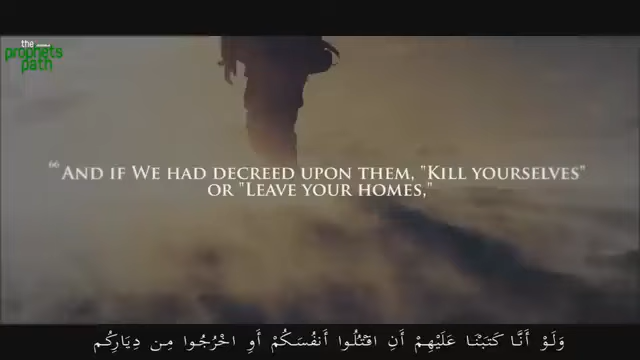 the
prophets
path
66 AND IF WE HAD DECREED UPON THEM, "KILL YOURSELVES"
OR "LEAVE YOUR HOMES,"
وَلَوْ أَنَّا كَتَبْنَا عَلَيْهِمْ أَنِ اقْتُلُوا أَنفُسَكُمْ أَوِ اخْرُجُوا مِن دِيَارِكُم